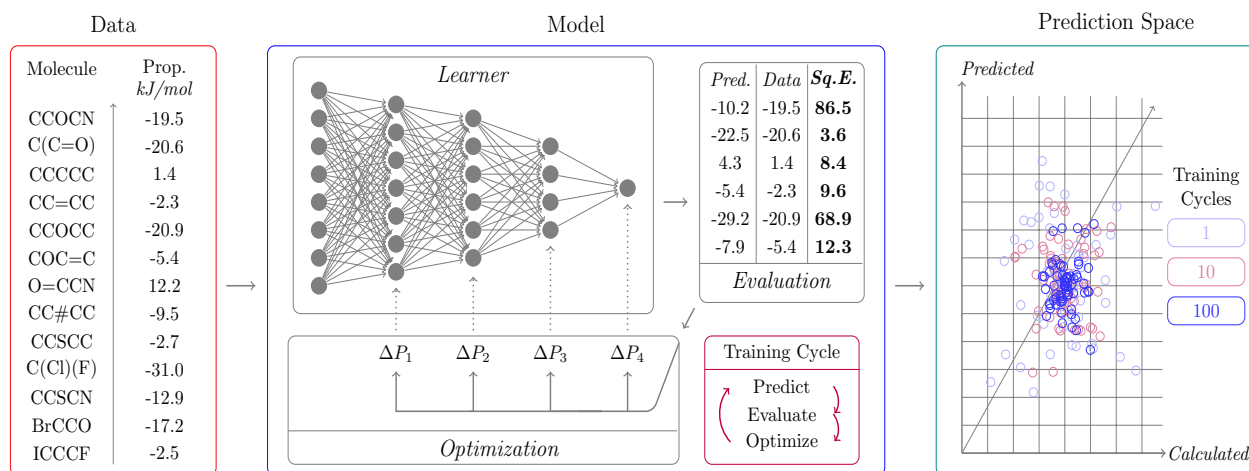 Data
Molecule Prop.
kJ/mol
CCOCN -19.5
C(C=O) -20.6
CCCCC 1.4
CC=CC -2.3
CCOCC -20.9
COC=C -5.4
O=CCN 12.2
CC#CC -9.5
CCSCC -2.7
C(Cl)(F) -31.0
CCSCN -12.9
BrCCO -17.2
ICCCF -2.5
Model
Learner
Pred. Data Sq.E.
-10.2 -19.5 86.5
-22.5 -20.6 3.6
4.3 1.4 8.4
-5.4 -2.3 9.6
-29.2 -20.9 68.9
-7.9 -5.4 12.3
Evaluation
ΔP₁ ΔP₂ ΔP₃ ΔP₄
Optimization
Training Cycle
Predict
Evaluate
Optimize
Prediction Space
Predicted
Calculated
Training
Cycles
1
10
100